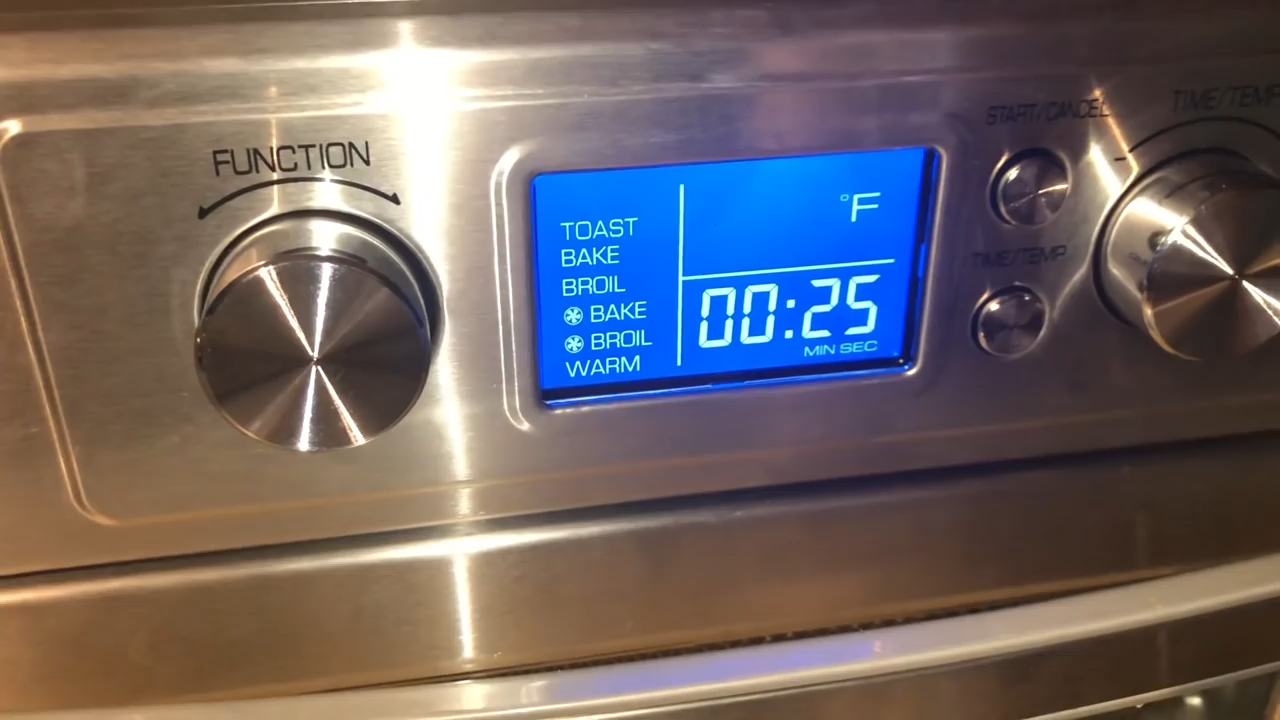 FUNCTION
TOAST
BAKE
BROIL
BAKE
BROIL
WARM
°F
00:25
MIN SEC
START/CANCEL
TIME/TEMP
TIME/TEMP